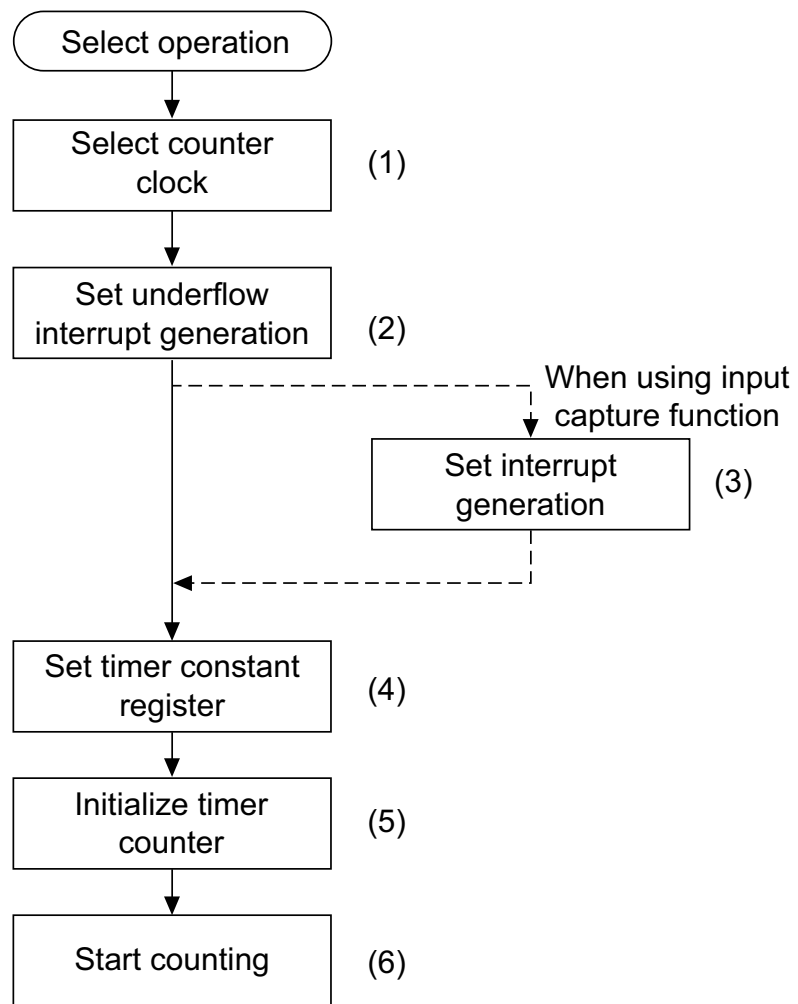 Select operation
Select counter
clock
(1)
Set underflow
interrupt generation
(2)
When using input
capture function
Set interrupt
generation
(3)
Set timer constant
register
(4)
Initialize timer
counter
(5)
Start counting
(6)